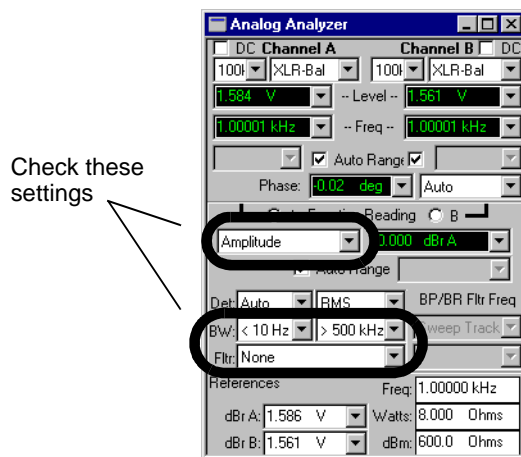 Analog Analyzer
DC Channel A Channel B DC
100k XLR-Bal 100k XLR-Bal
1.584 V -- Level -- 1.561 V
1.00001 kHz -- Freq -- 1.00001 kHz
Auto Range
Phase: -0.02 deg Auto
Check these
settings
Function Reading B
Amplitude 0.000 dBr A
Auto Range
Det: Auto RMS BP/BR Fltr Freq
BW: < 10 Hz > 500 kHz Sweep Track
Fltr: None
References Freq: 1.00000 kHz
dBr A: 1.586 V Watts: 8.000 Ohms
dBr B: 1.561 V dBm: 600.0 Ohms